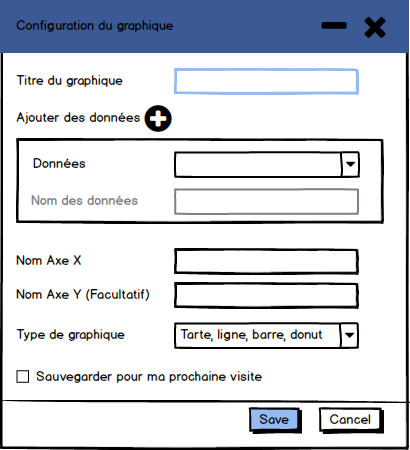 Configuration du graphique
Titre du graphique
Ajouter des données
Données
Nom des données
Nom Axe X
Nom Axe Y (Facultatif)
Type de graphique Tarte, ligne, barre, donut
Sauvegarder pour ma prochaine visite
Save Cancel